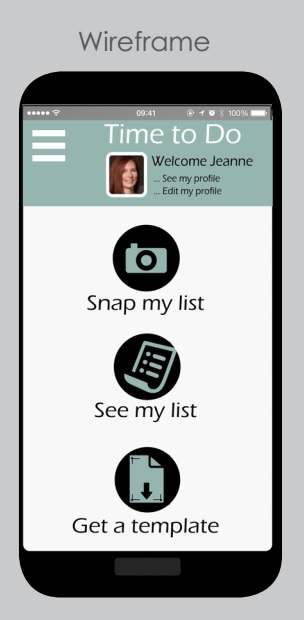 Wireframe
09:41
100%
Time to Do
Welcome Jeanne
... See my profile
... Edit my profile
Snap my list
See my list
Get a template